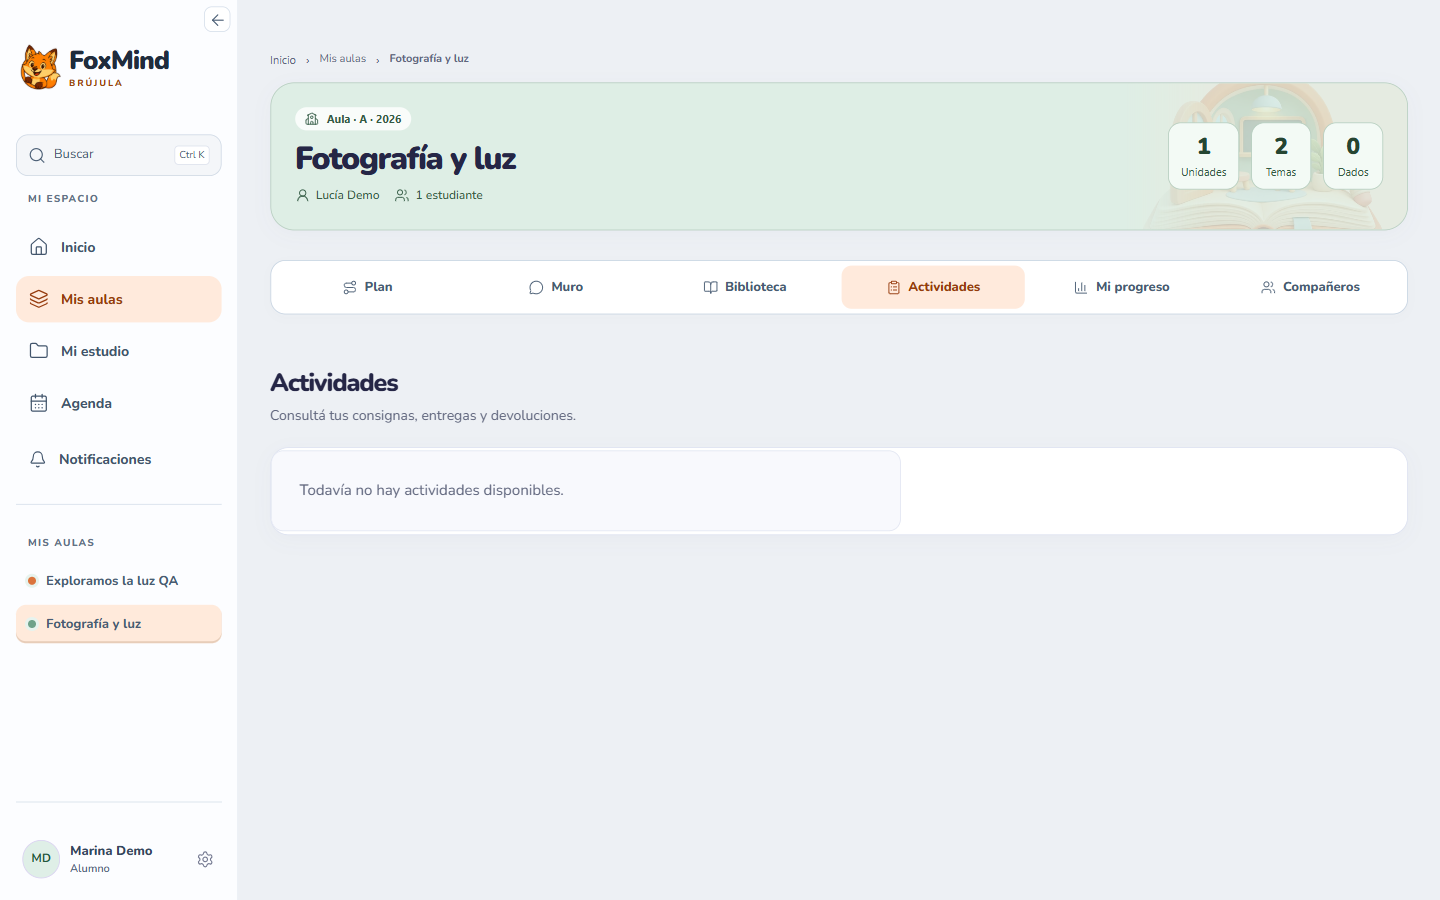 FoxMind
BRÚJULA
Buscar
Ctrl K
MI ESPACIO
Inicio
Mis aulas
Mi estudio
Agenda
Notificaciones
MIS AULAS
Exploramos la luz QA
Fotografía y luz
MD
Marina Demo
Alumno
Inicio › Mis aulas › Fotografía y luz
Aula · A · 2026
Fotografía y luz
Lucía Demo 1 estudiante
1 2 0
Unidades Temas Dados
Plan Muro Biblioteca Actividades Mi progreso Compañeros
Actividades
Consultá tus consignas, entregas y devoluciones.
Todavía no hay actividades disponibles.